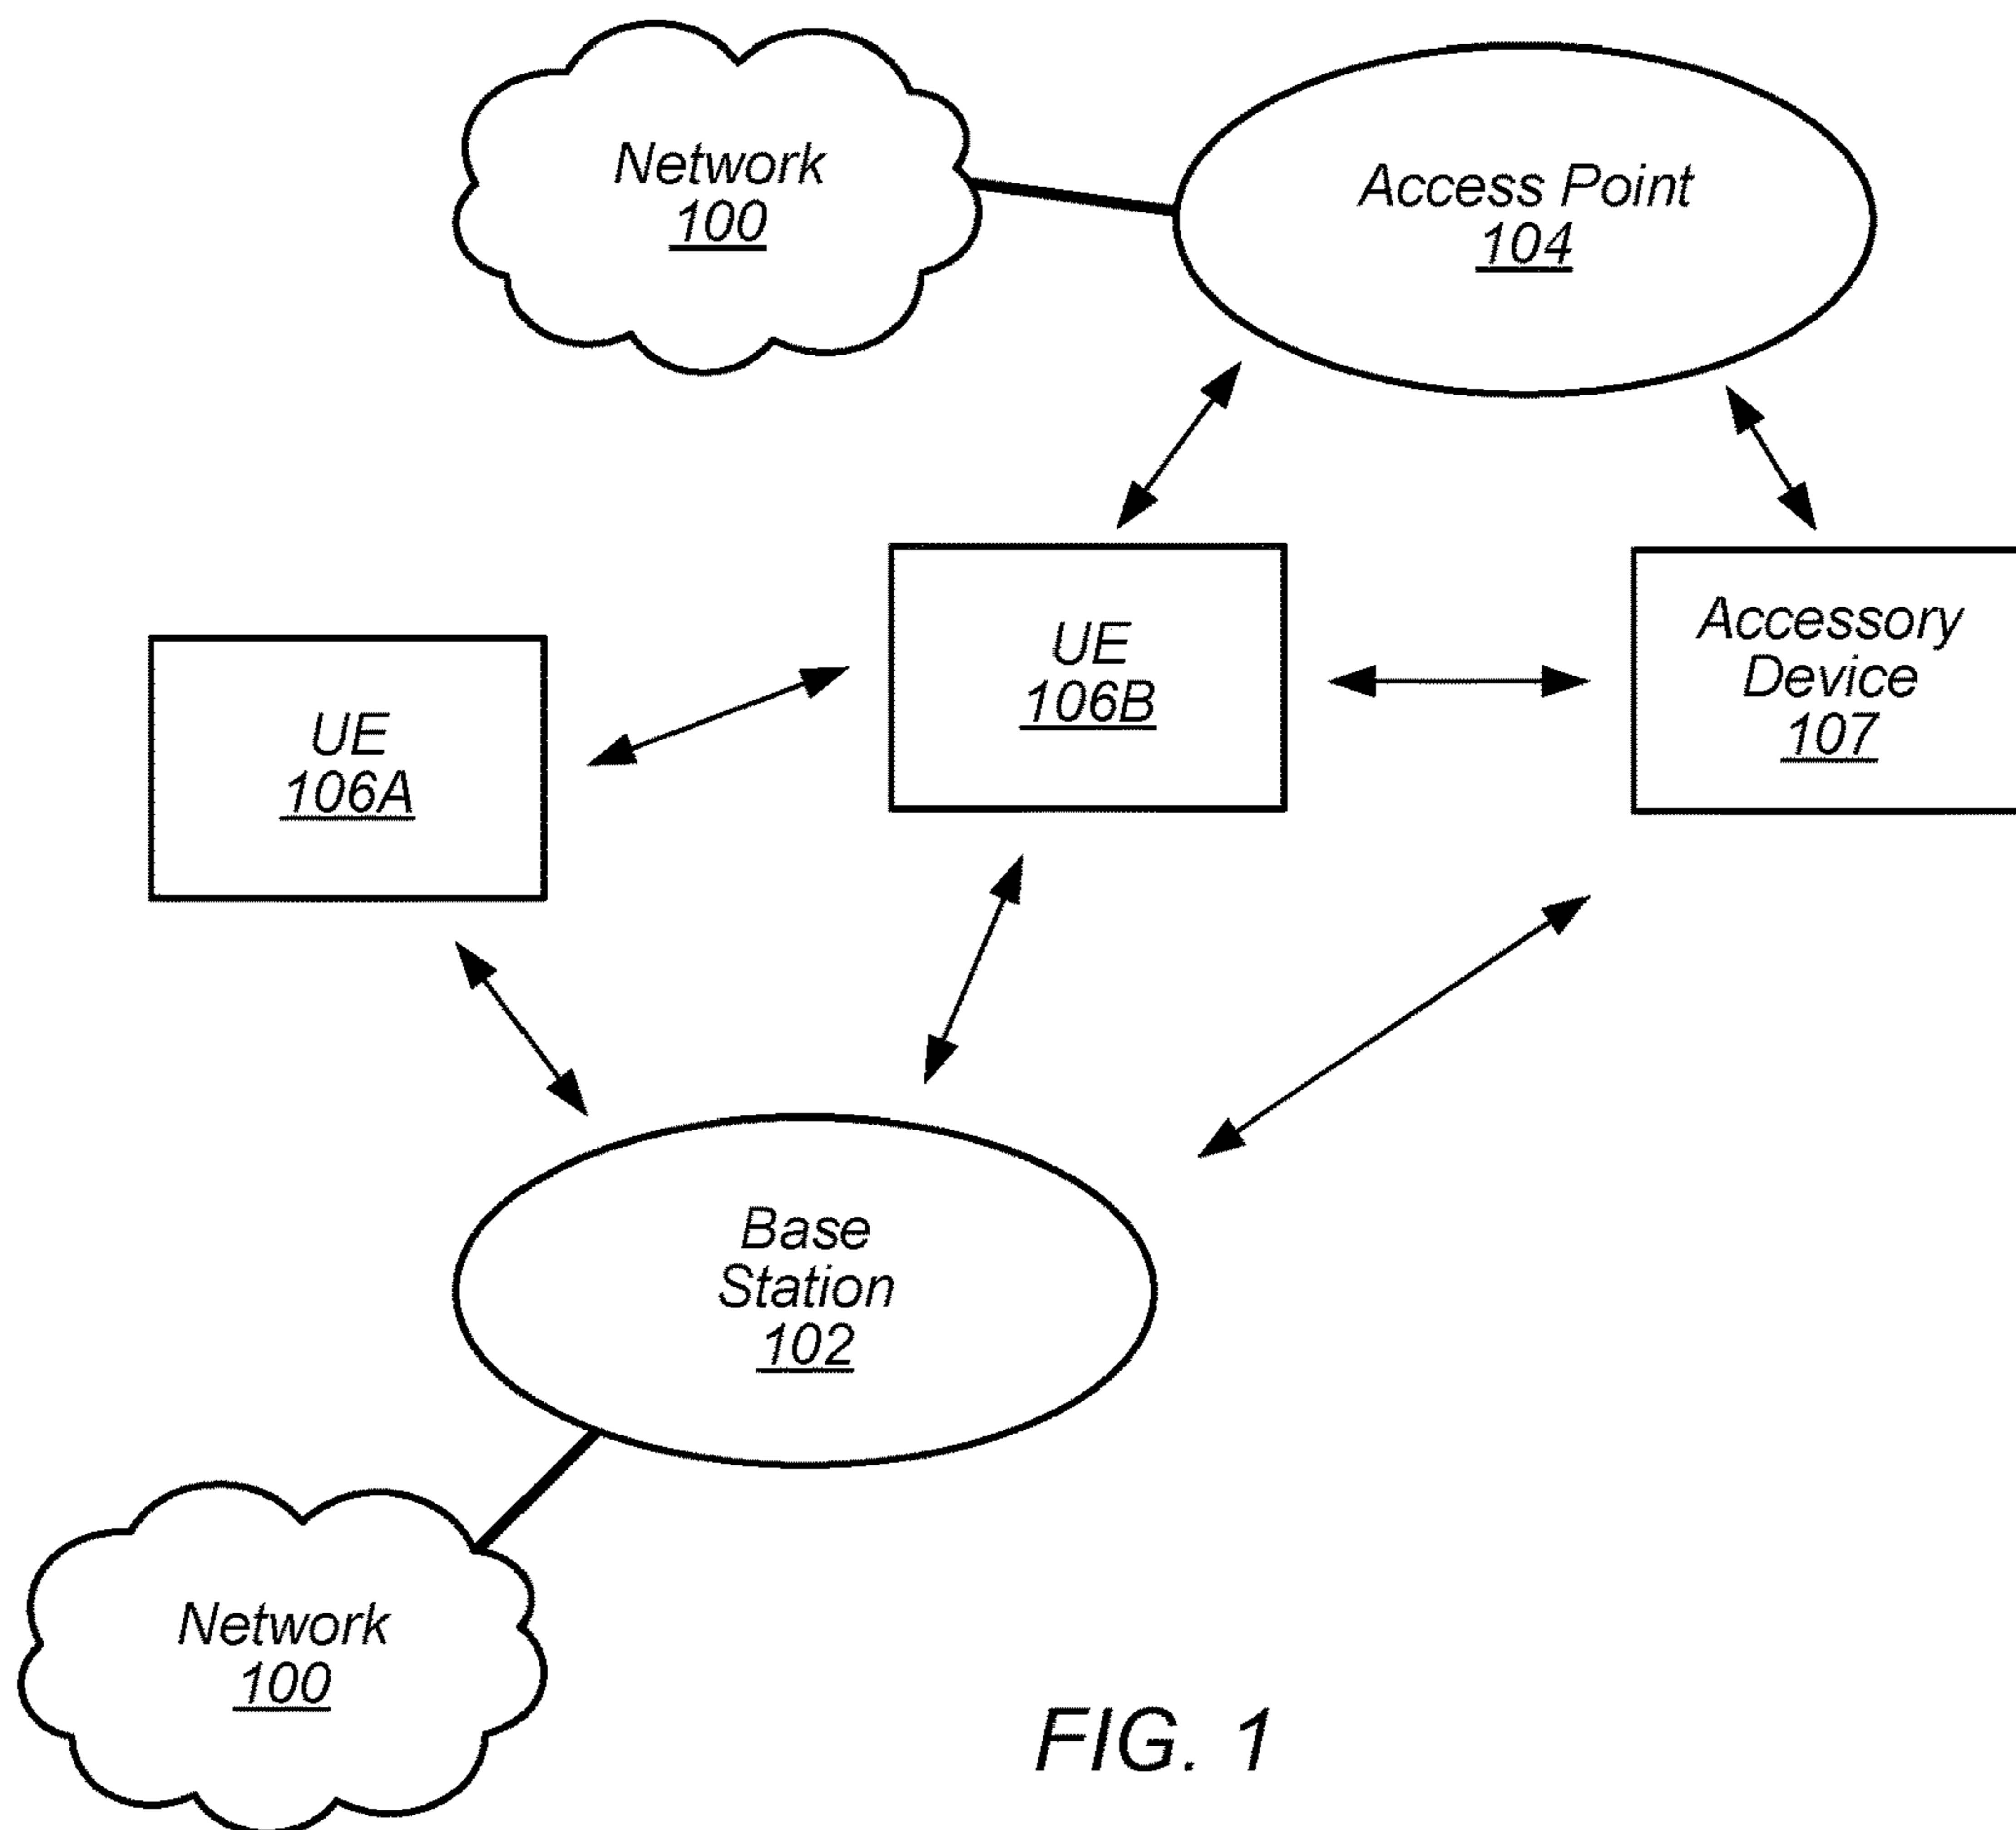 Network
100
Access Point
104
UE
106A
UE
106B
Accessory
Device
107
Base
Station
102
Network
100
FIG. 1